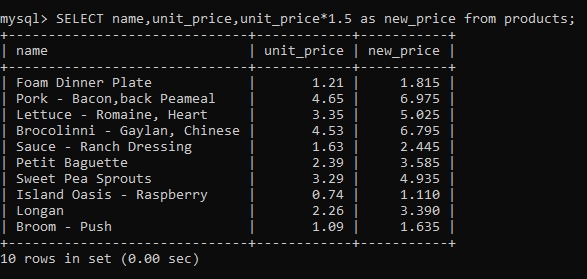 mysql> SELECT name,unit_price,unit_price*1.5 as new_price from products;
+------------------------------+------------+-----------+
| name                         | unit_price | new_price |
+------------------------------+------------+-----------+
| Foam Dinner Plate            |       1.21 |     1.815 |
| Pork - Bacon,back Peameal    |       4.65 |     6.975 |
| Lettuce - Romaine, Heart     |       3.35 |     5.025 |
| Brocolinni - Gaylan, Chinese |       4.53 |     6.795 |
| Sauce - Ranch Dressing       |       1.63 |     2.445 |
| Petit Baguette               |       2.39 |     3.585 |
| Sweet Pea Sprouts            |       3.29 |     4.935 |
| Island Oasis - Raspberry     |       0.74 |     1.110 |
| Longan                       |       2.26 |     3.390 |
| Broom - Push                 |       1.09 |     1.635 |
+------------------------------+------------+-----------+
10 rows in set (0.00 sec)